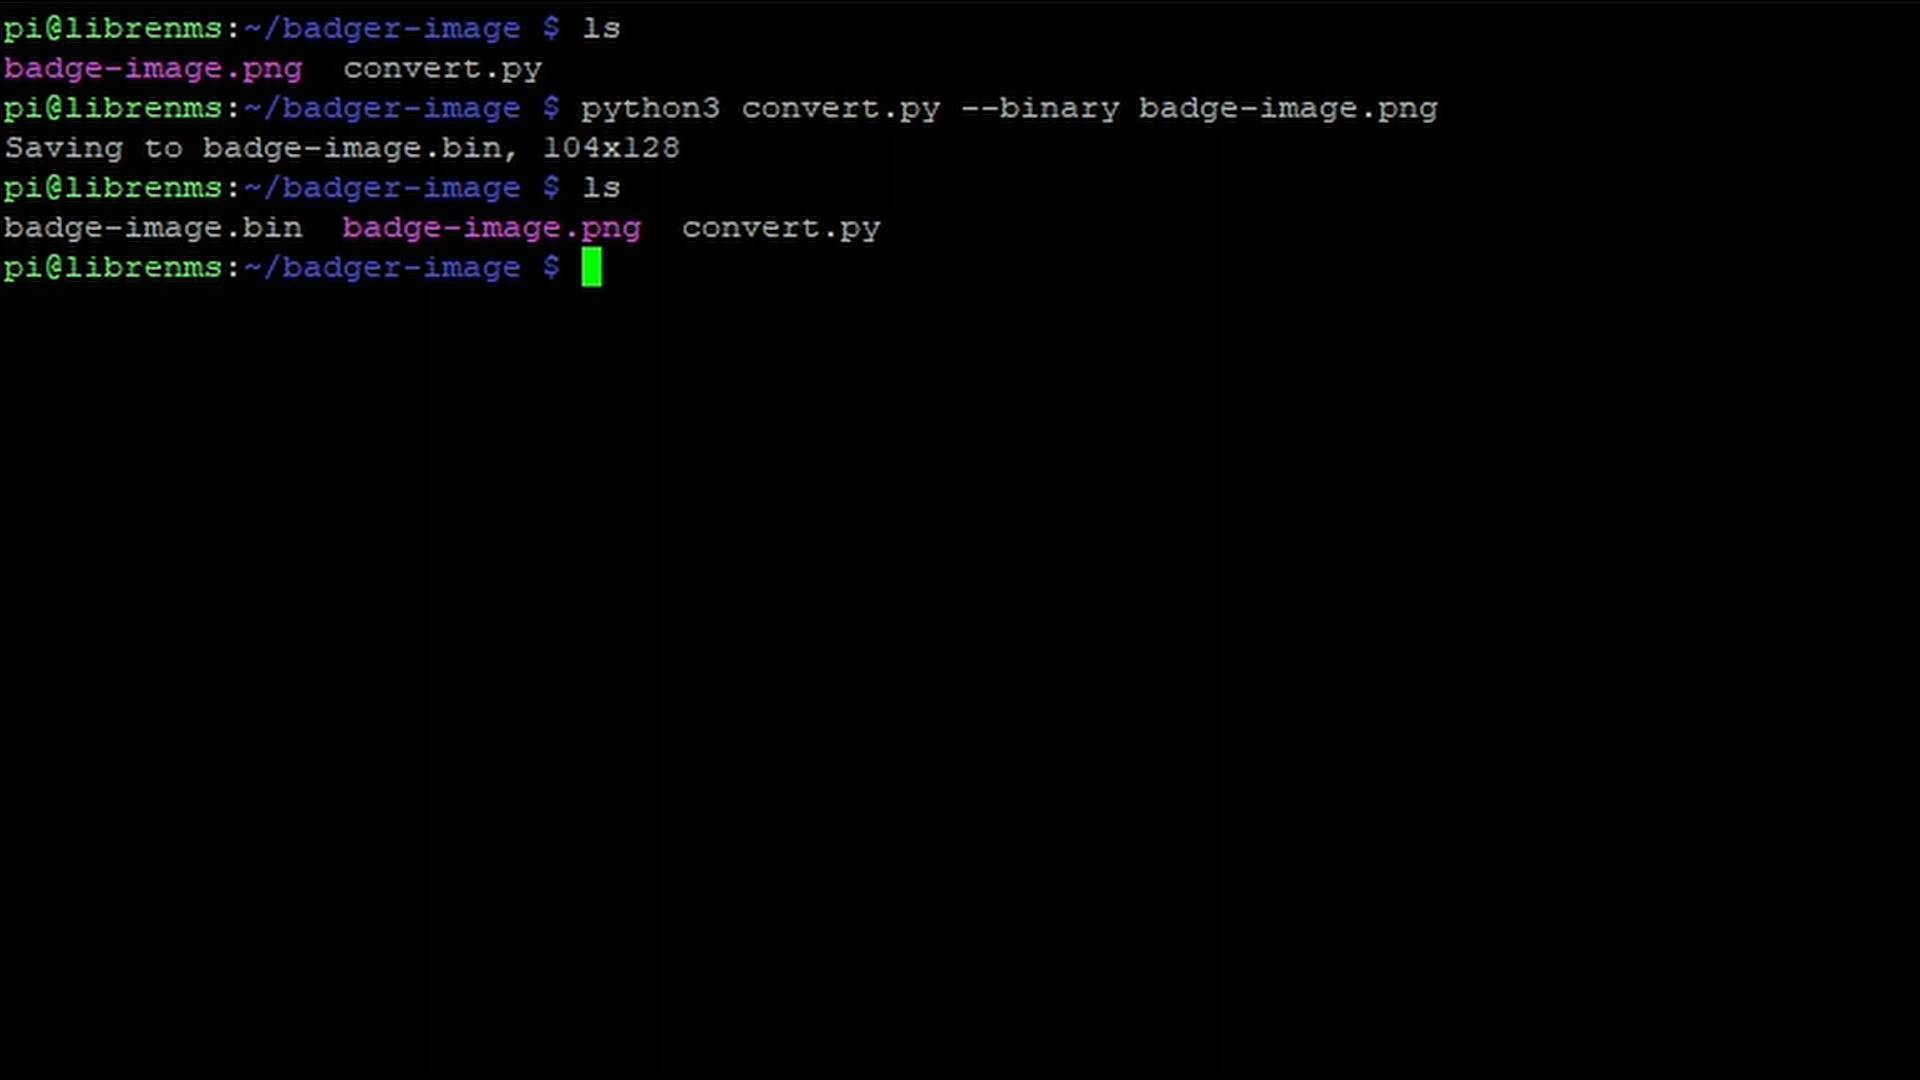 pi@librenms:~/badger-image $ ls
badge-image.png  convert.py
pi@librenms:~/badger-image $ python3 convert.py --binary badge-image.png
Saving to badge-image.bin, 104x128
pi@librenms:~/badger-image $ ls
badge-image.bin  badge-image.png  convert.py
pi@librenms:~/badger-image $